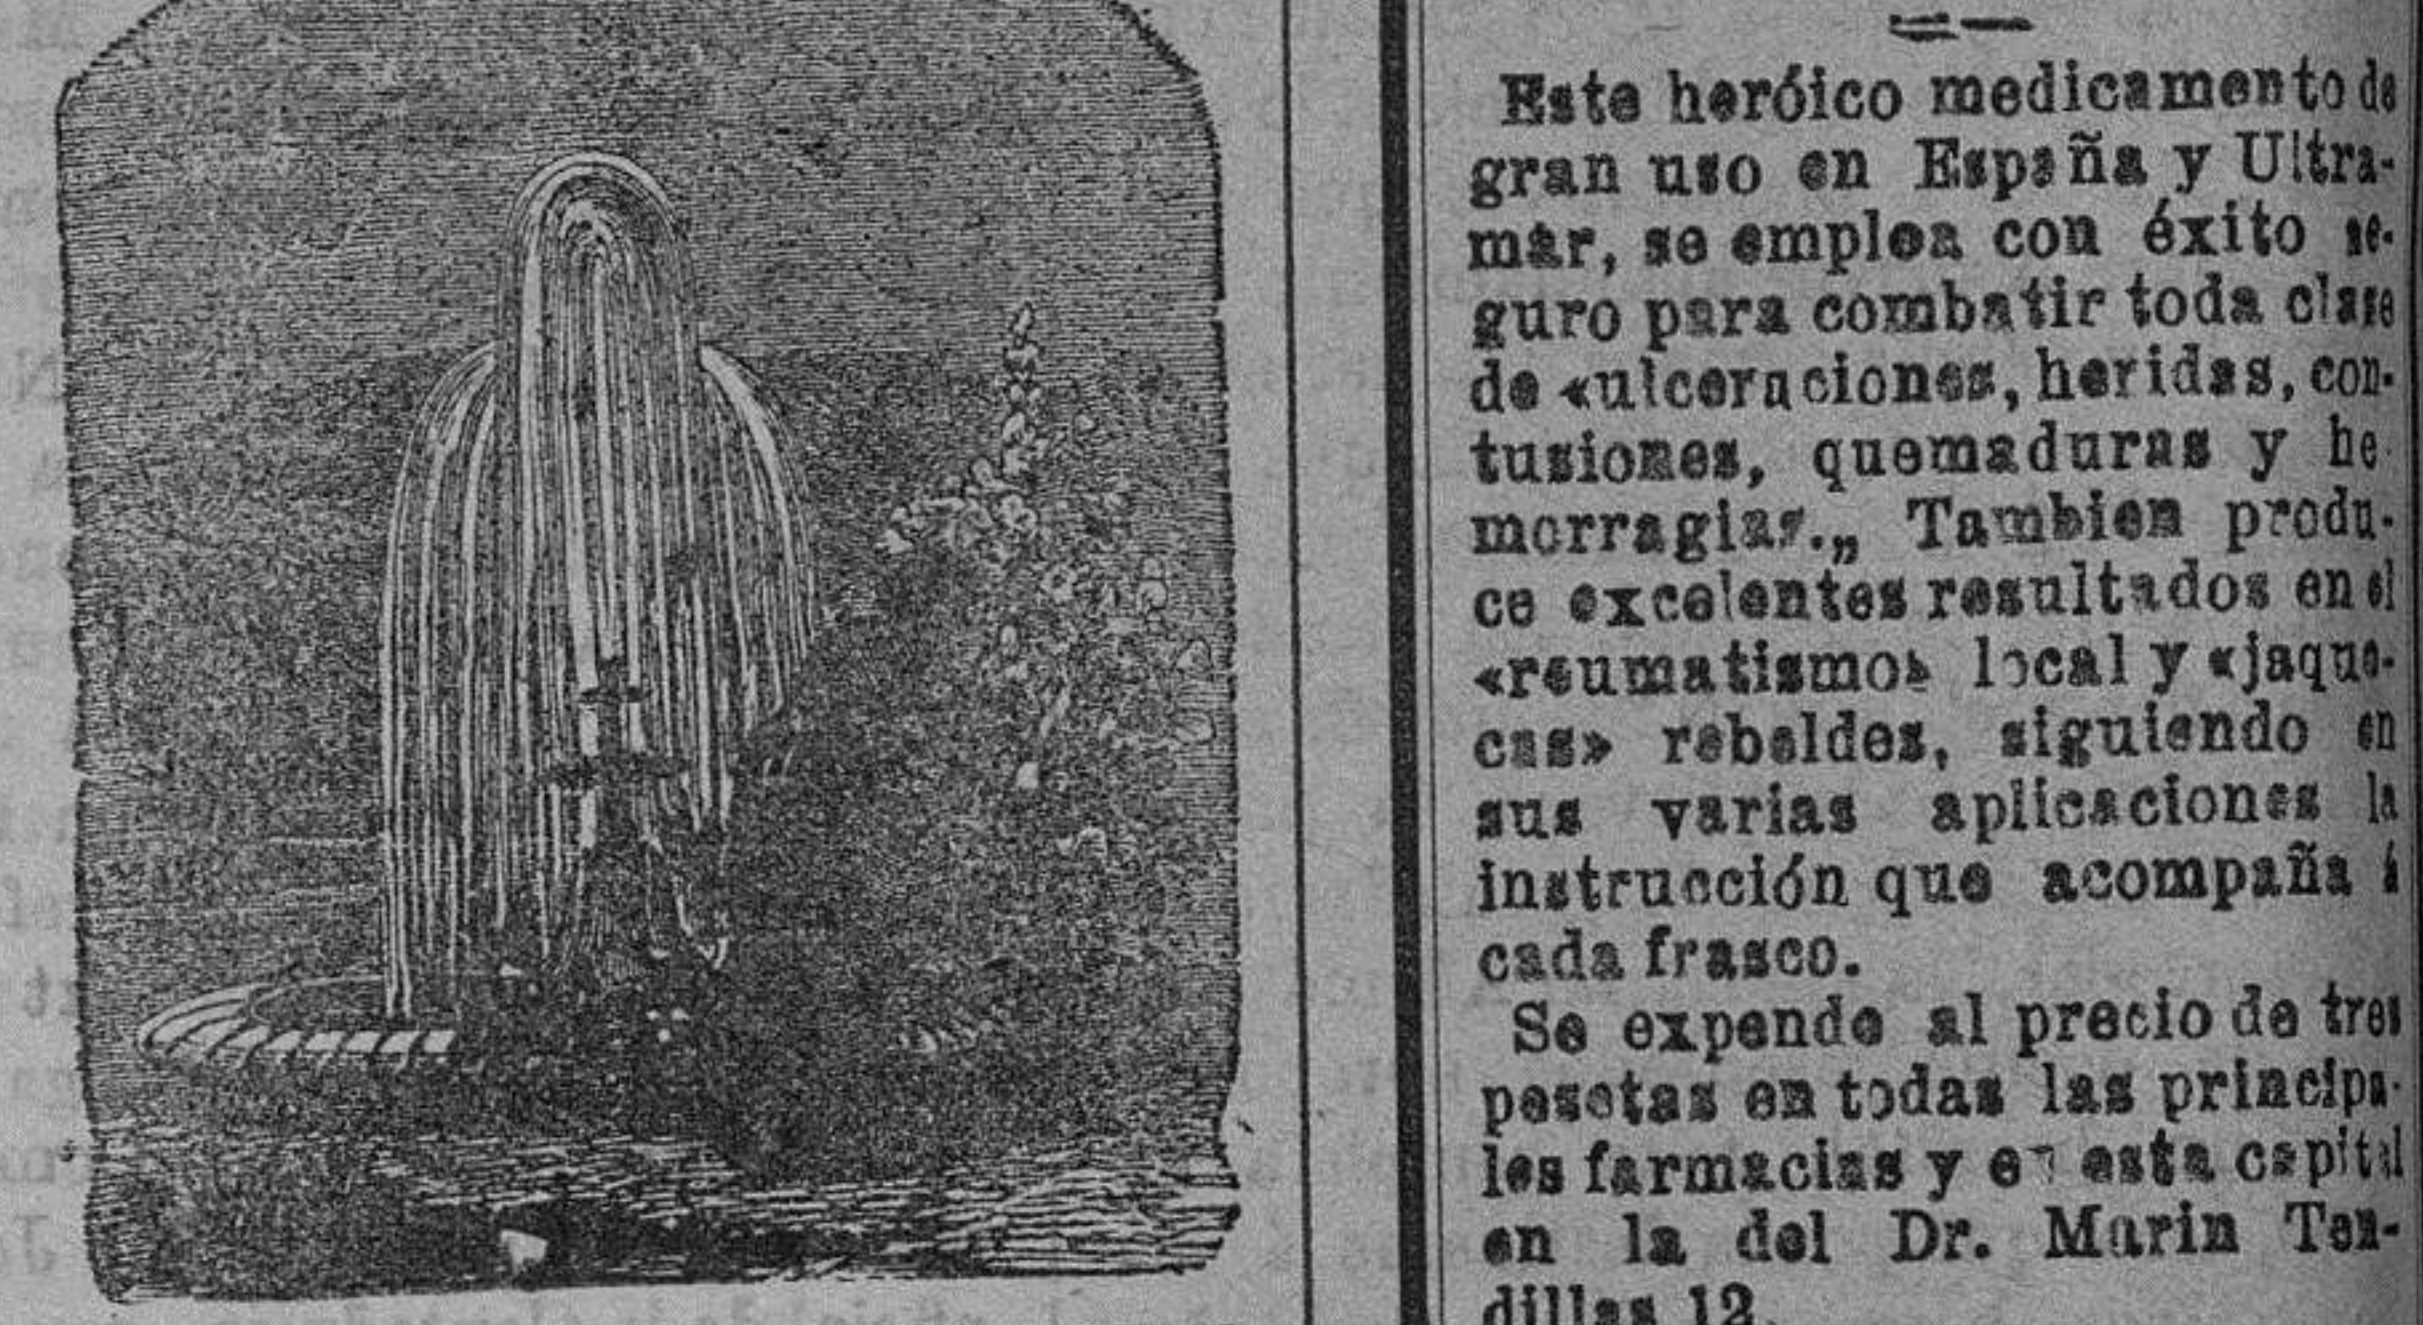 Este heróico medicamento de
gran uso en España y Ultra-
mar, se emplea con éxito se-
guro para combatir toda clase
de «ulceraciones, heridas, con-
tusiones, quemaduras y he
morragias.„ Tambien produ-
ce excelentes resultados en el
«reumatismo» local y «jaque-
cas» rebeldes, siguiendo en
sus varias aplicaciones la
instrucción que acompaña á
cada frasco.
Se expende al precio de tres
pesetas en todas las principa-
les farmacias y en esta capital
en la del Dr. Marin Ten-
dillas 12.